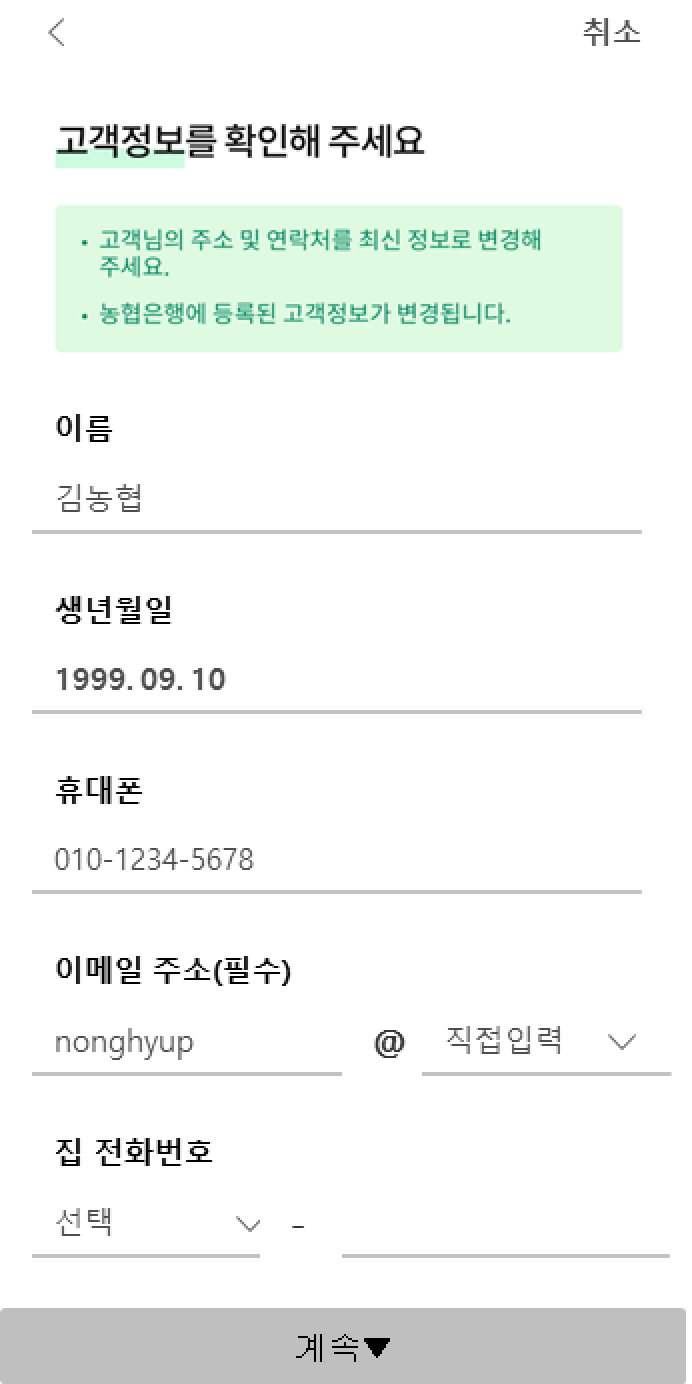 취소
고객정보를 확인해 주세요
• 고객님의 주소 및 연락처를 최신 정보로 변경해
주세요.
• 농협은행에 등록된 고객정보가 변경됩니다.
이름
김농협
생년월일
1999. 09. 10
휴대폰
010-1234-5678
이메일 주소(필수)
nonghyup @ 직접입력
집 전화번호
선택 -
계속▼